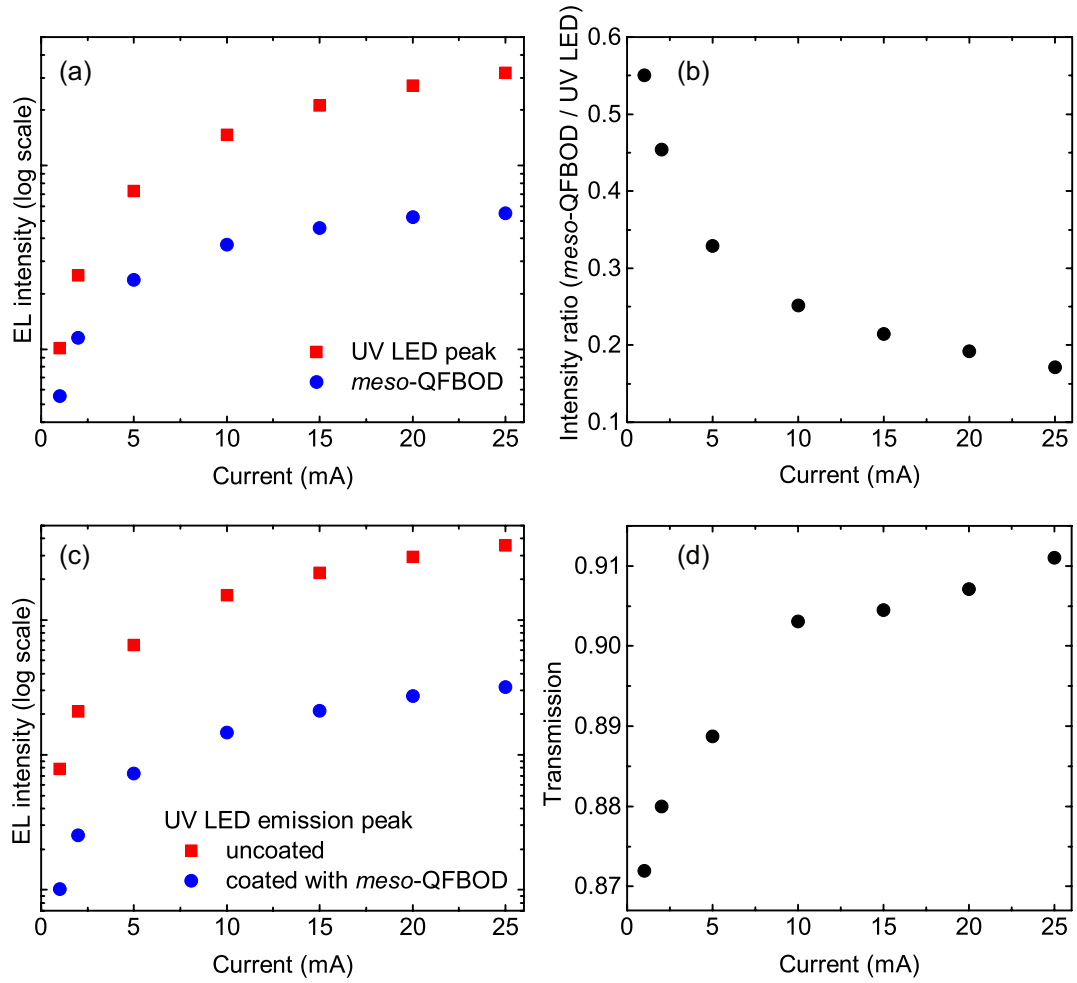 (a)
EL intensity (log scale)
UV LED peak
meso-QFBOD
0 5 10 15 20 25
Current (mA)
(b)
Intensity ratio (meso-QFBOD / UV LED)
0.6
0.5
0.4
0.3
0.2
0.1
0 5 10 15 20 25
Current (mA)
(c)
EL intensity (log scale)
UV LED emission peak
uncoated
coated with meso-QFBOD
0 5 10 15 20 25
Current (mA)
(d)
Transmission
0.91
0.90
0.89
0.88
0.87
0 5 10 15 20 25
Current (mA)